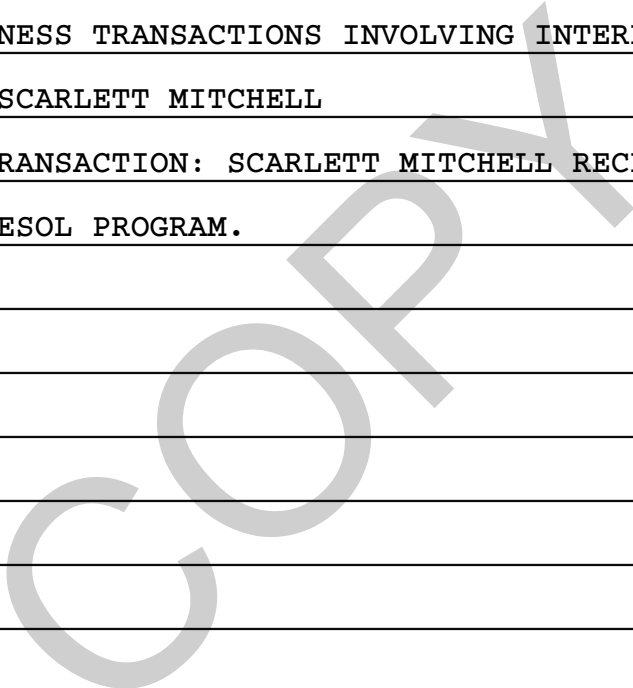 NESS TRANSACTIONS INVOLVING INTER
SCARLETT MITCHELL
RANSACTION: SCARLETT MITCHELL REC
ESOL PROGRAM.
COPY